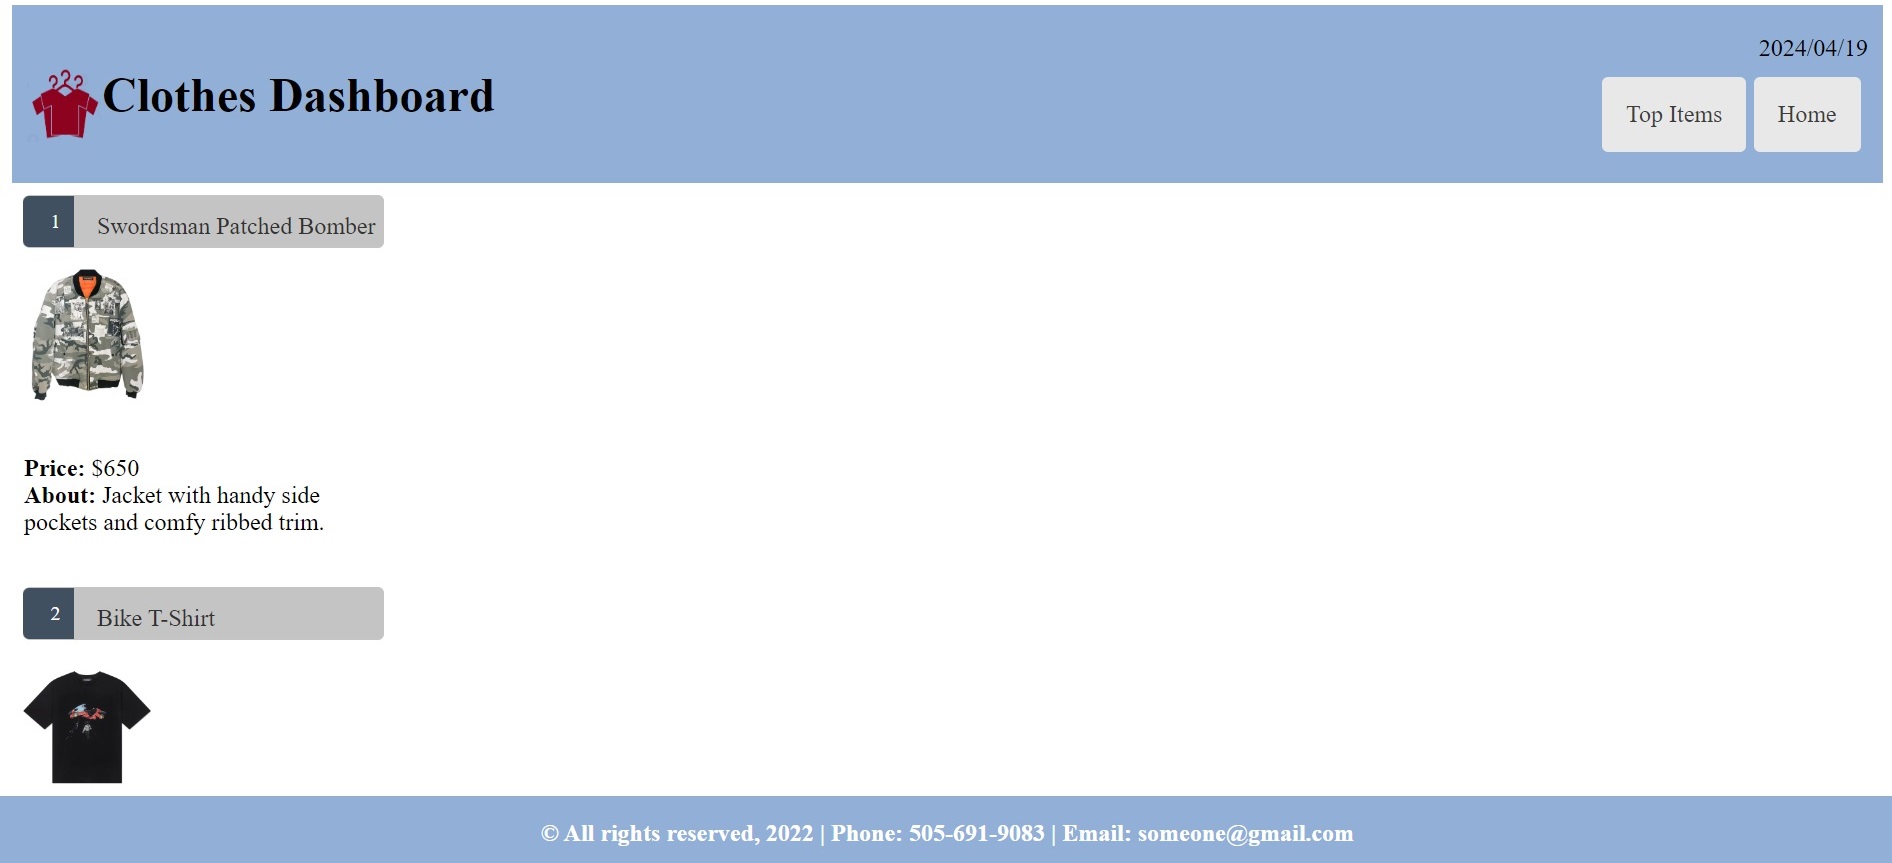 2024/04/19
Clothes Dashboard
Top Items
Home
1
Swordsman Patched Bomber
Price: $650
About: Jacket with handy side
pockets and comfy ribbed trim.
2
Bike T-Shirt
© All rights reserved, 2022 | Phone: 505-691-9083 | Email: someone@gmail.com